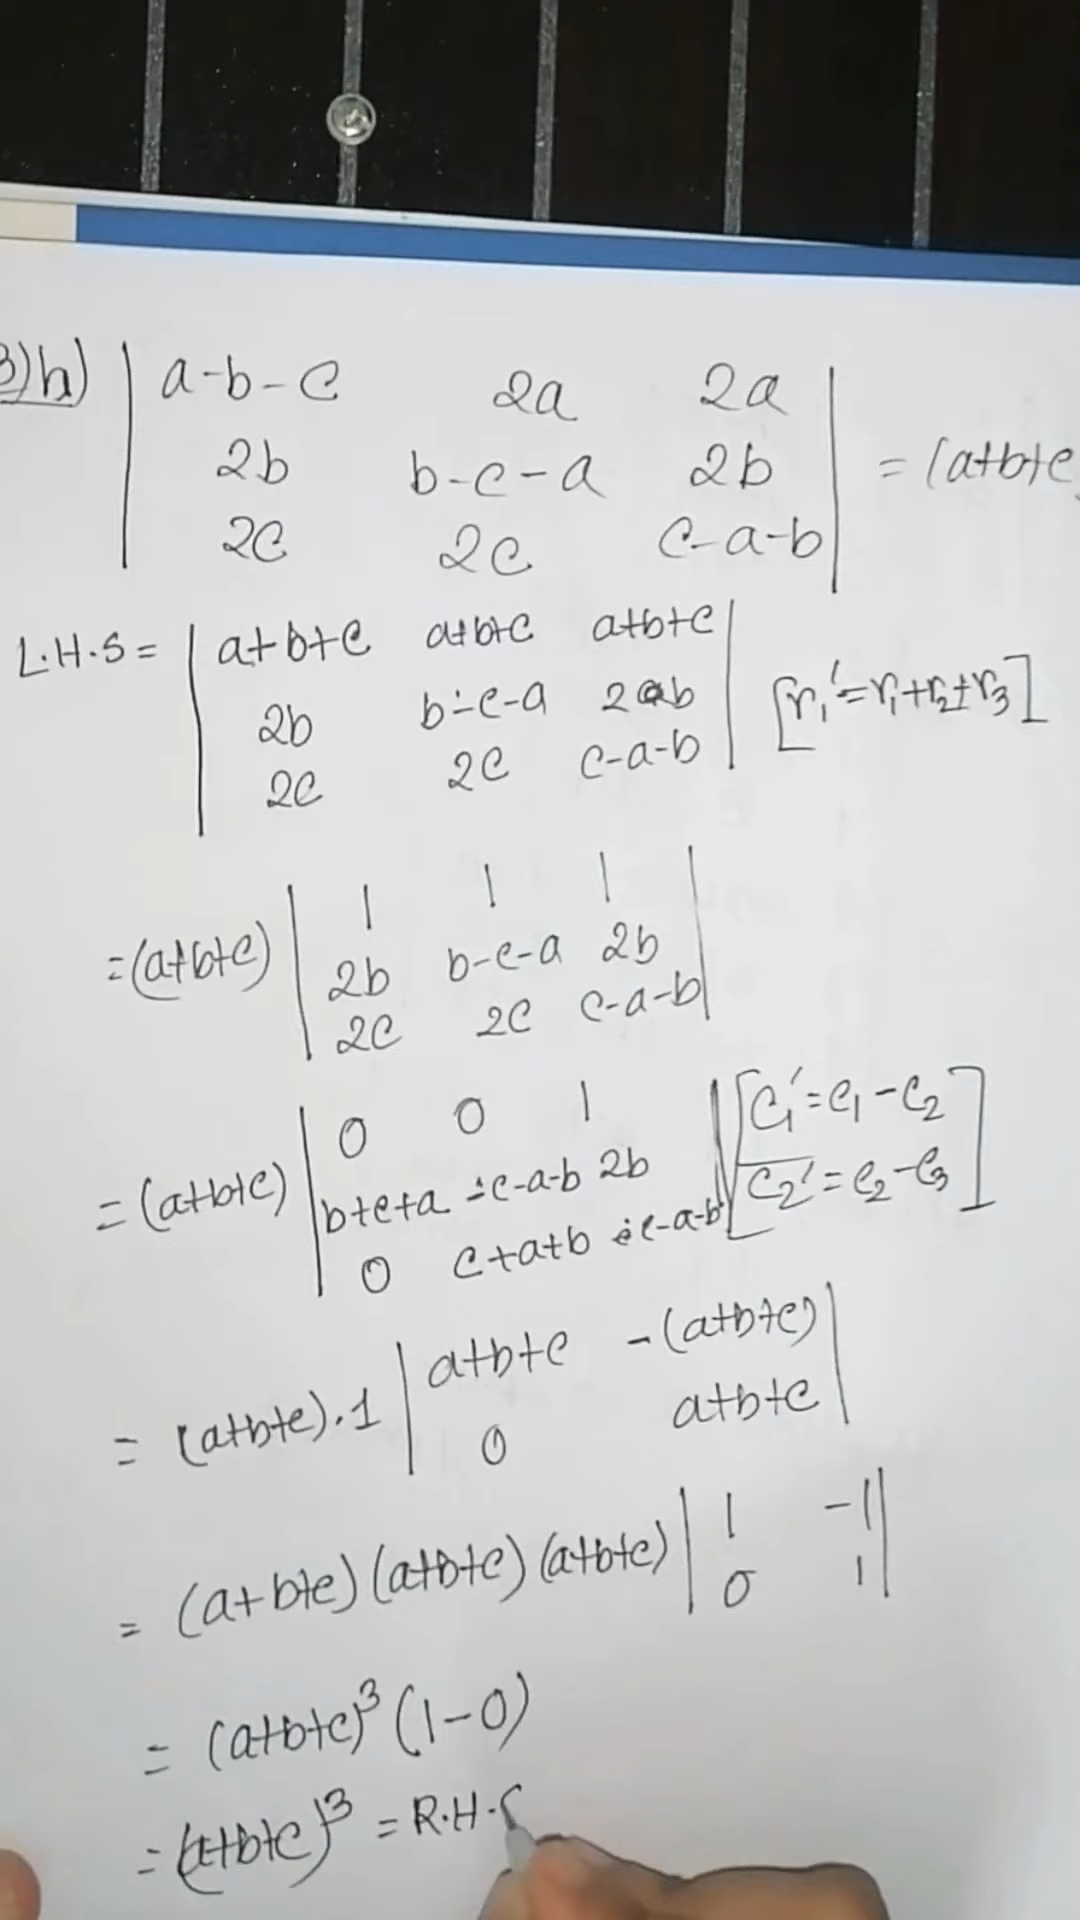 3)h) | a-b-c 2a 2a |
| 2b b-c-a 2b | = (a+b+c)
| 2c 2c c-a-b |
L.H.S = | a+b+c a+b+c a+b+c |
| 2b b-c-a 2ab | [r₁'=r₁+r₂+r₃]
| 2c 2c c-a-b |
| 1 1 1 |
=(a+b+c) | 2b b-c-a 2b |
| 2c 2c c-a-b |
| 0 0 1 | [c₁'=c₁-c₂
= (a+b+c) | b+c+a -c-a-b 2b | c₂'=c₂-c₃]
| 0 c+a+b c-a-b |
| a+b+c -(a+b+c) |
= (a+b+c).1 | 0 a+b+c |
| 1 -1 |
= (a+b+c)(a+b+c)(a+b+c) | 0 1 |
= (a+b+c)³(1-0)
= (a+b+c)³ = R.H.S